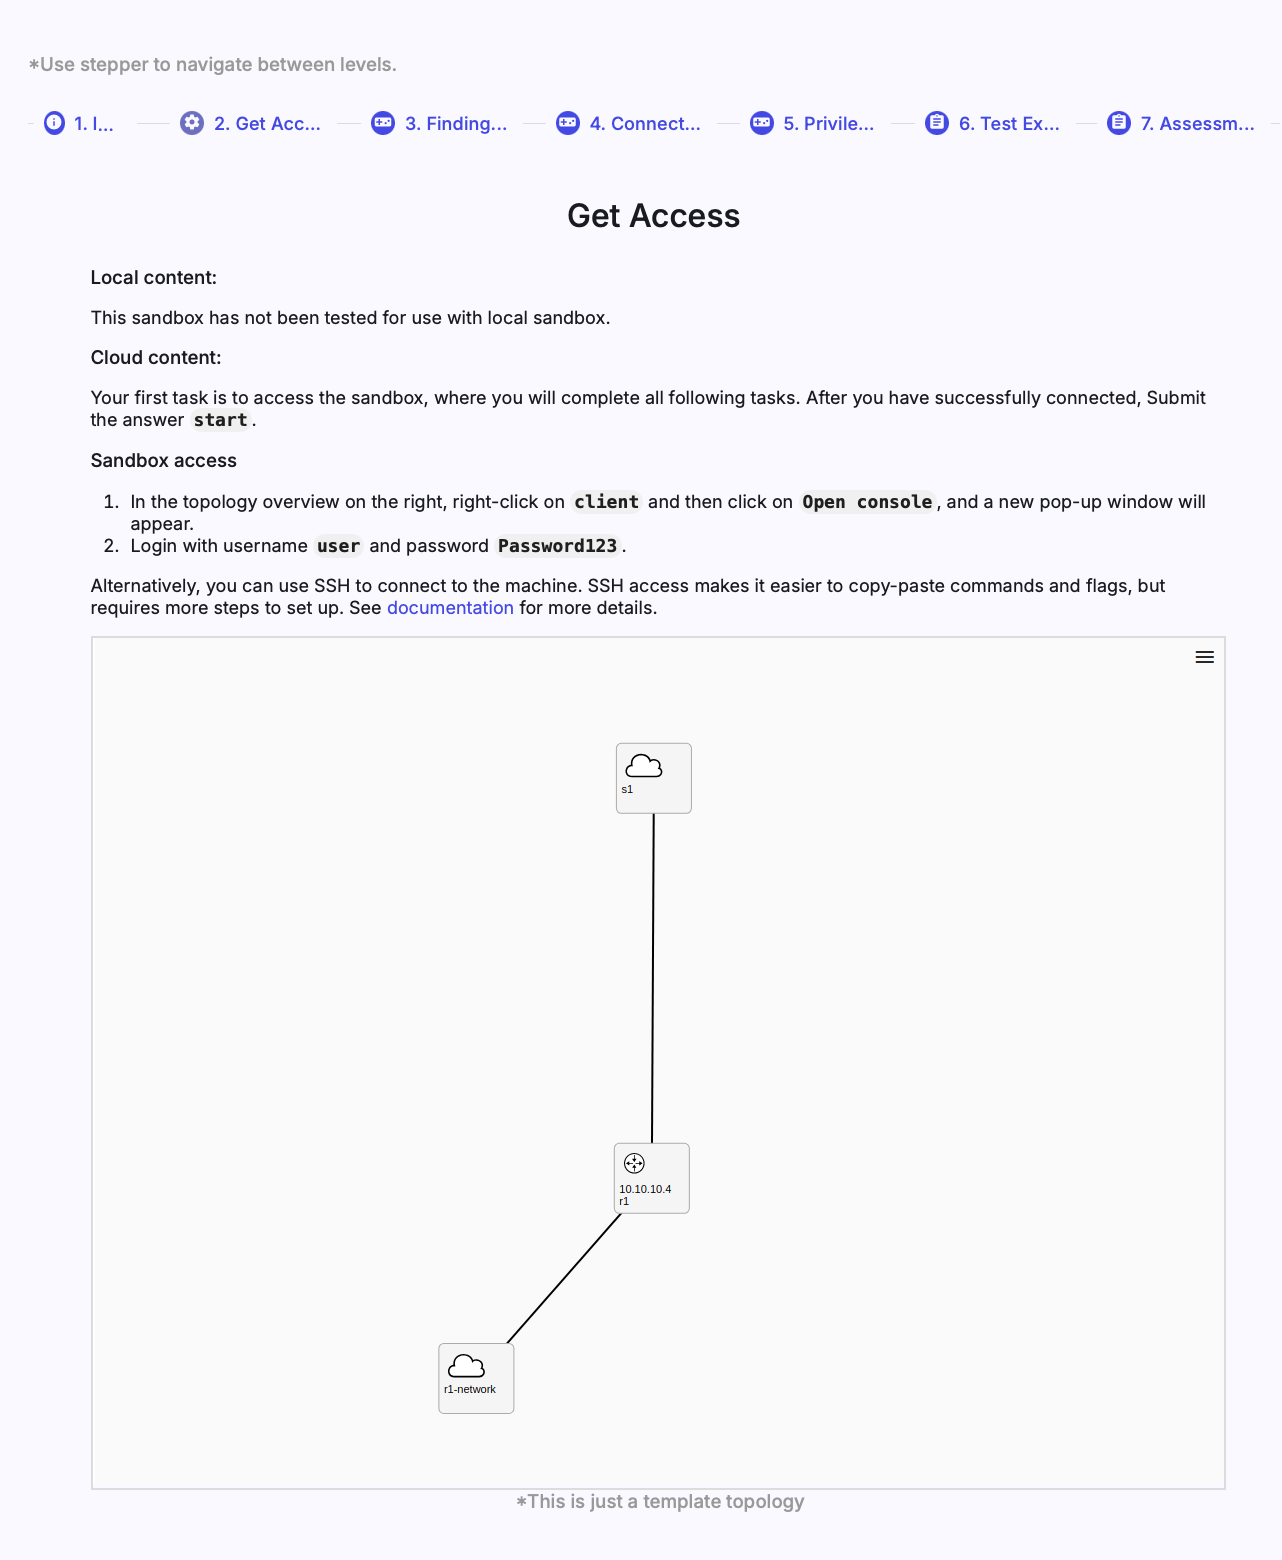 *Use stepper to navigate between levels.
1. I...
2. Get Acc...
3. Finding...
4. Connect...
5. Privile...
6. Test Ex...
7. Assessm...
Get Access
Local content:
This sandbox has not been tested for use with local sandbox.
Cloud content:
Your first task is to access the sandbox, where you will complete all following tasks. After you have successfully connected, Submit
the answer start.
Sandbox access
1. In the topology overview on the right, right-click on client and then click on Open console, and a new pop-up window will
appear.
2. Login with username user and password Password123.
Alternatively, you can use SSH to connect to the machine. SSH access makes it easier to copy-paste commands and flags, but
requires more steps to set up. See documentation for more details.
s1
10.10.10.4
r1
r1-network
*This is just a template topology